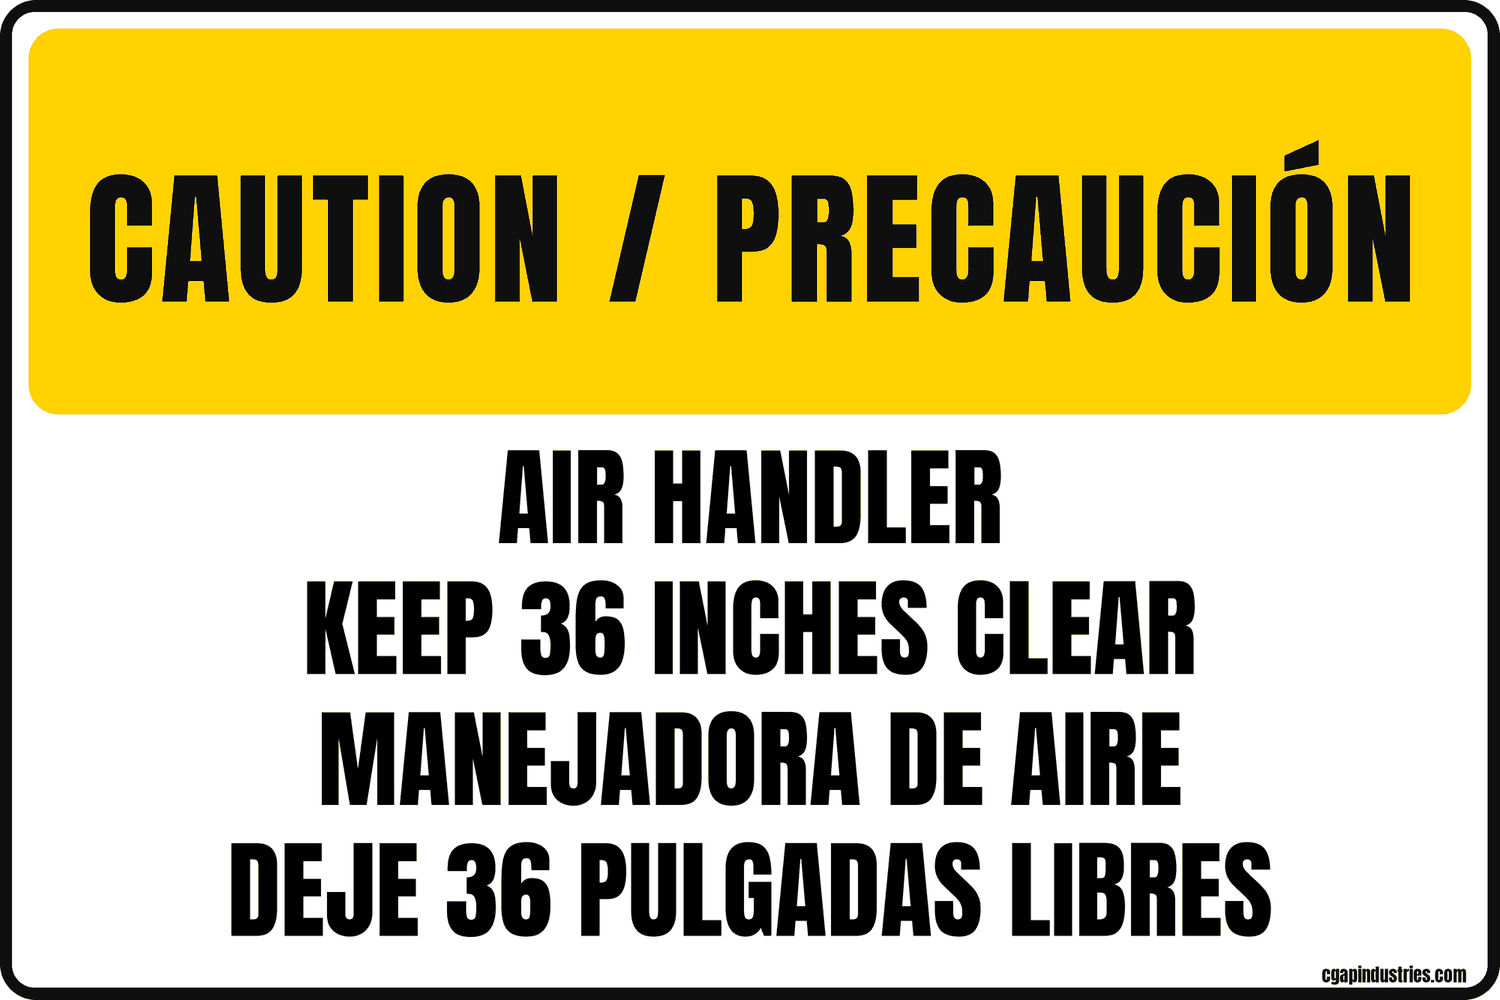 CAUTION / PRECAUCIÓN
AIR HANDLER
KEEP 36 INCHES CLEAR
MANEJADORA DE AIRE
DEJE 36 PULGADAS LIBRES
cgapindustries.com